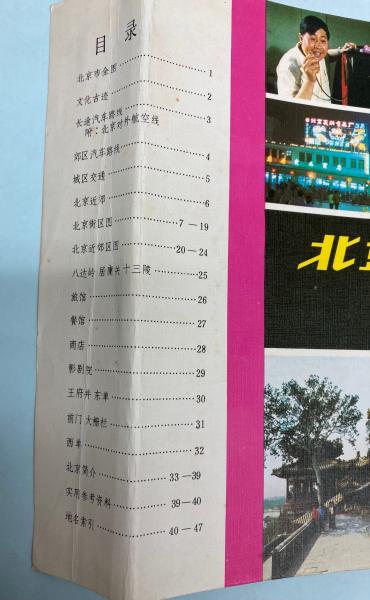 目 录
北京市全图 1
文化古迹 2
长途汽车路线 3
附：北京对外航空线
郊区汽车路线 4
城区交通 5
北京近郊 6
北京街区图 7—19
北京近郊区图 20—24
八达岭 居庸关 十三陵 25
旅馆 26
餐馆 27
商店 28
影剧院 29
王府井 东单 30
前门 大栅栏 31
西单 32
北京简介 33—39
实用参考资料 39—40
地名索引 40—47
北